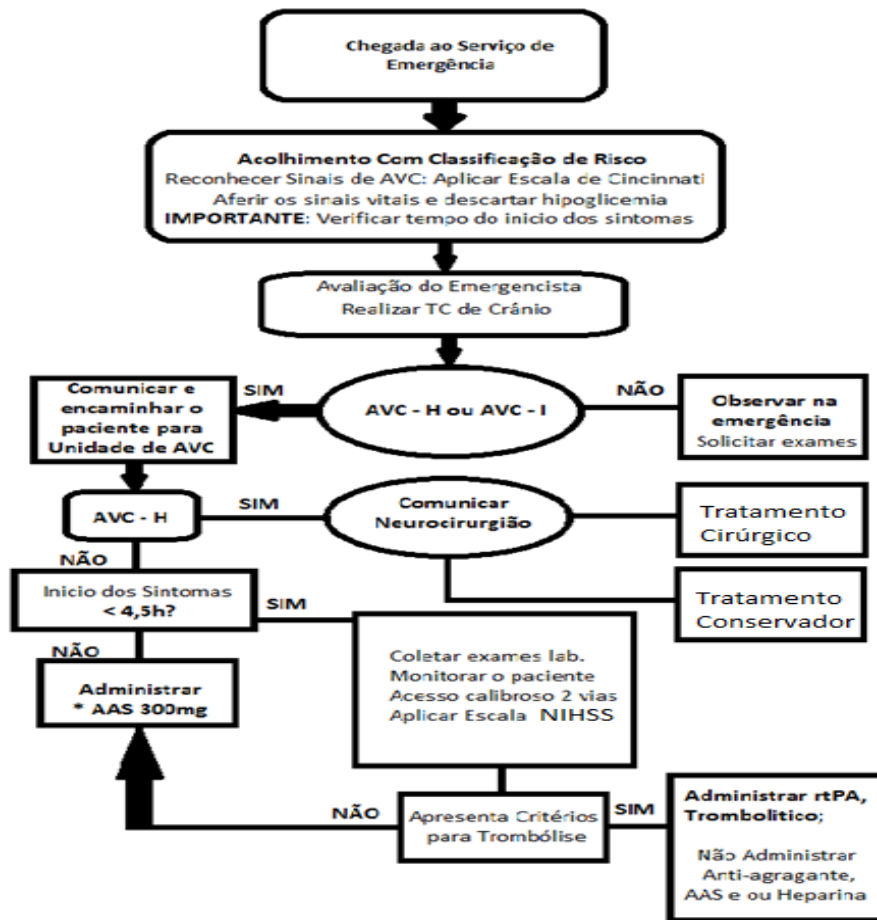 Chegada ao Serviço de
Emergência
Acolhimento Com Classificação de Risco
Reconhecer Sinais de AVC: Aplicar Escala de Cincinnati
Aferir os sinais vitais e descartar hipoglicemia
IMPORTANTE: Verificar tempo do inicio dos sintomas
Avaliação do Emergencista
Realizar TC de Crânio
AVC - H ou AVC - I
SIM
NÃO
Comunicar e
encaminhar o
paciente para
Unidade de AVC
Observar na
emergência
Solicitar exames
AVC - H
SIM
Comunicar
Neurocirurgião
Tratamento
Cirúrgico
Tratamento
Conservador
NÃO
Inicio dos Sintomas
< 4,5h?
SIM
NÃO
Administrar
* AAS 300mg
Coletar exames lab.
Monitorar o paciente
Acesso calibroso 2 vias
Aplicar Escala NIHSS
NÃO
Apresenta Critérios
para Trombólise
SIM
Administrar rtPA,
Trombolitico;
Não Administrar
Anti-agragante,
AAS e ou Heparina